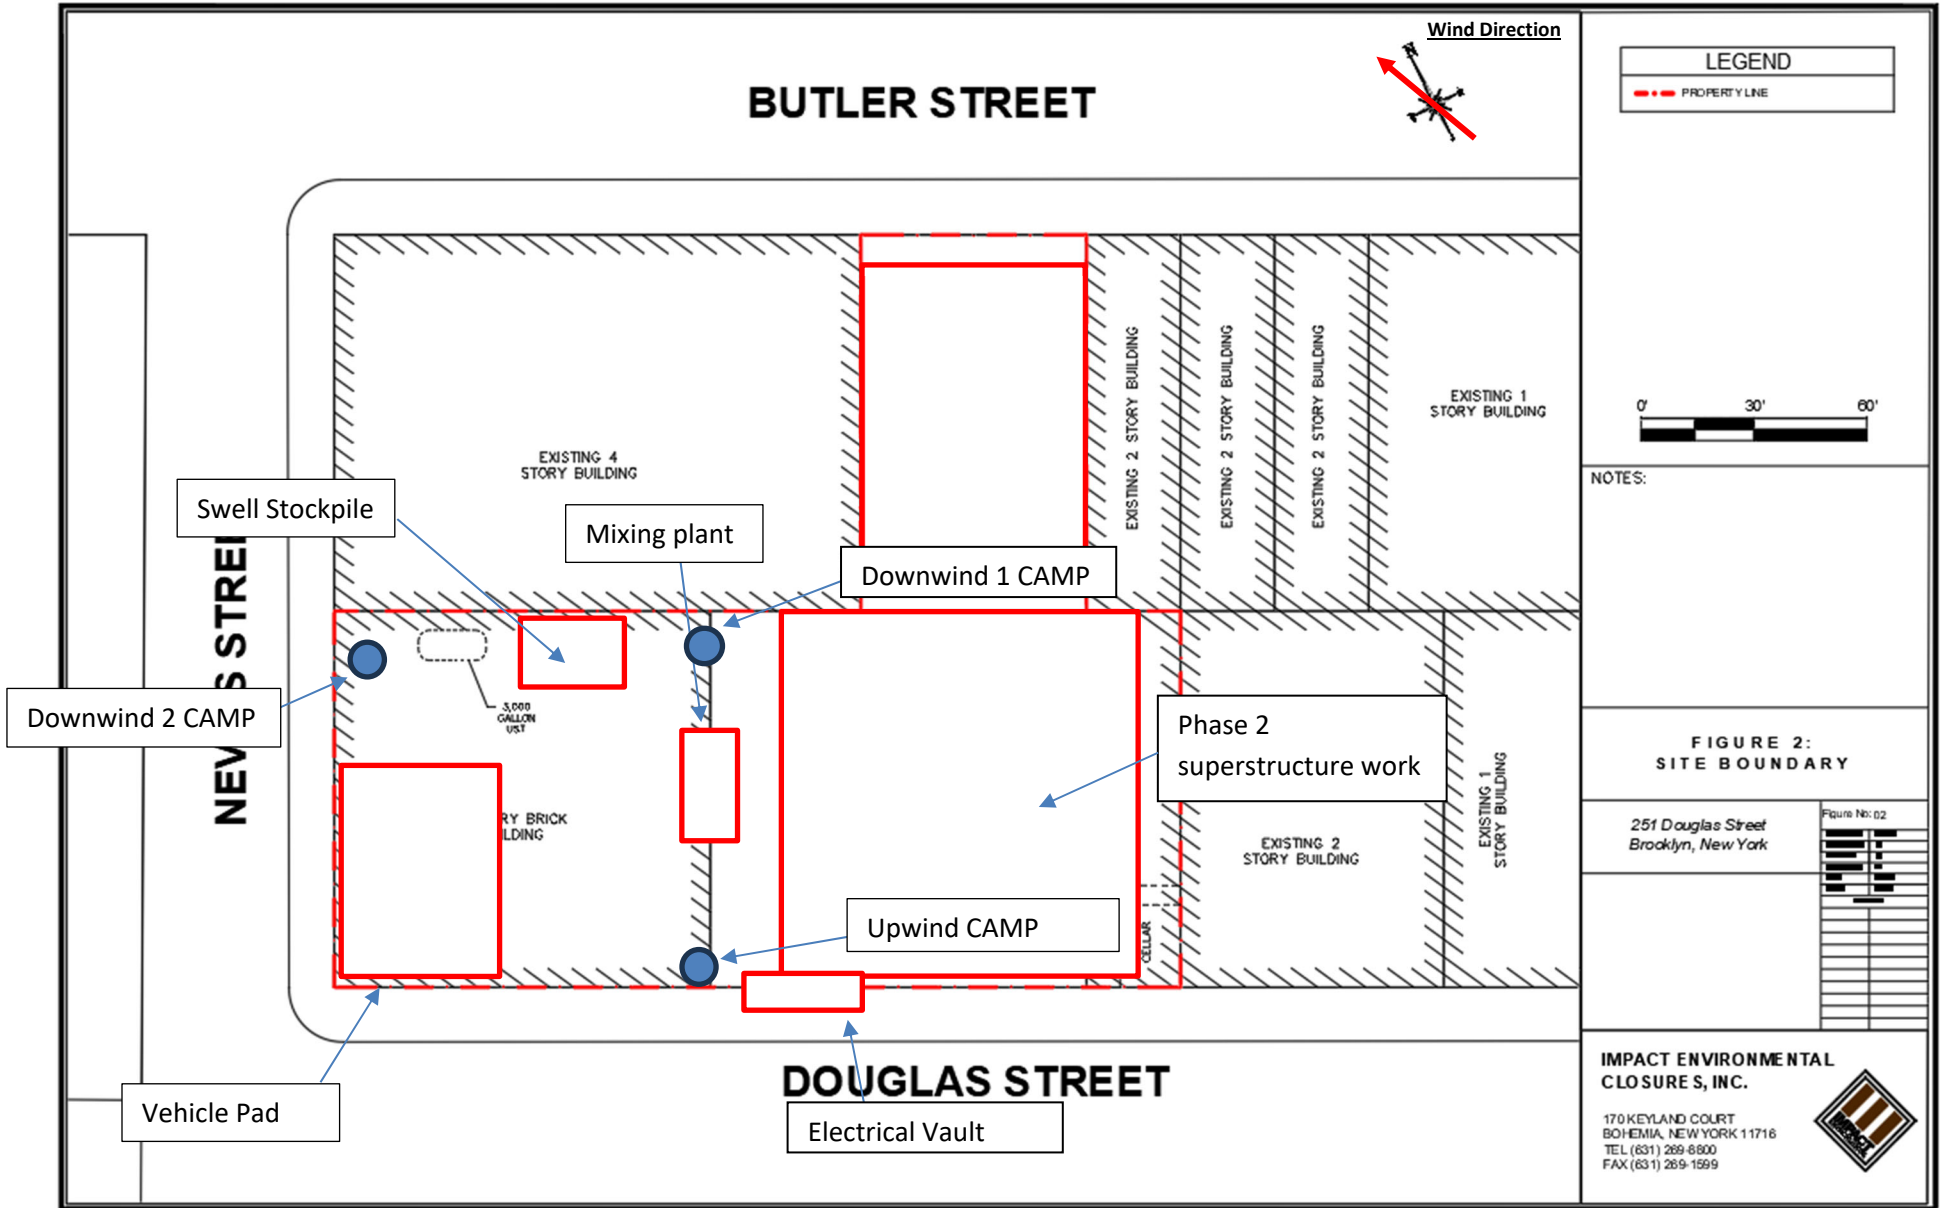 Wind Direction
N
BUTLER STREET
LEGEND
PROPERTY LINE
0' 30' 60'
NOTES:
EXISTING 4
STORY BUILDING
EXISTING 2 STORY BUILDING
EXISTING 2 STORY BUILDING
EXISTING 2 STORY BUILDING
EXISTING 1
STORY BUILDING
Swell Stockpile
Mixing plant
Downwind 1 CAMP
Downwind 2 CAMP
3,000
GALLON
UST
Phase 2
superstructure work
RY BRICK
LDING
EXISTING 2
STORY BUILDING
EXISTING 1
STORY BUILDING
Upwind CAMP
CELLAR
Vehicle Pad
Electrical Vault
DOUGLAS STREET
FIGURE 2:
SITE BOUNDARY
251 Douglas Street
Brooklyn, New York
Figure No: 02
IMPACT ENVIRONMENTAL
CLOSURES, INC.
170 KEYLAND COURT
BOHEMIA, NEW YORK 11716
TEL (631) 269-8800
FAX (631) 269-1599
IMPACT